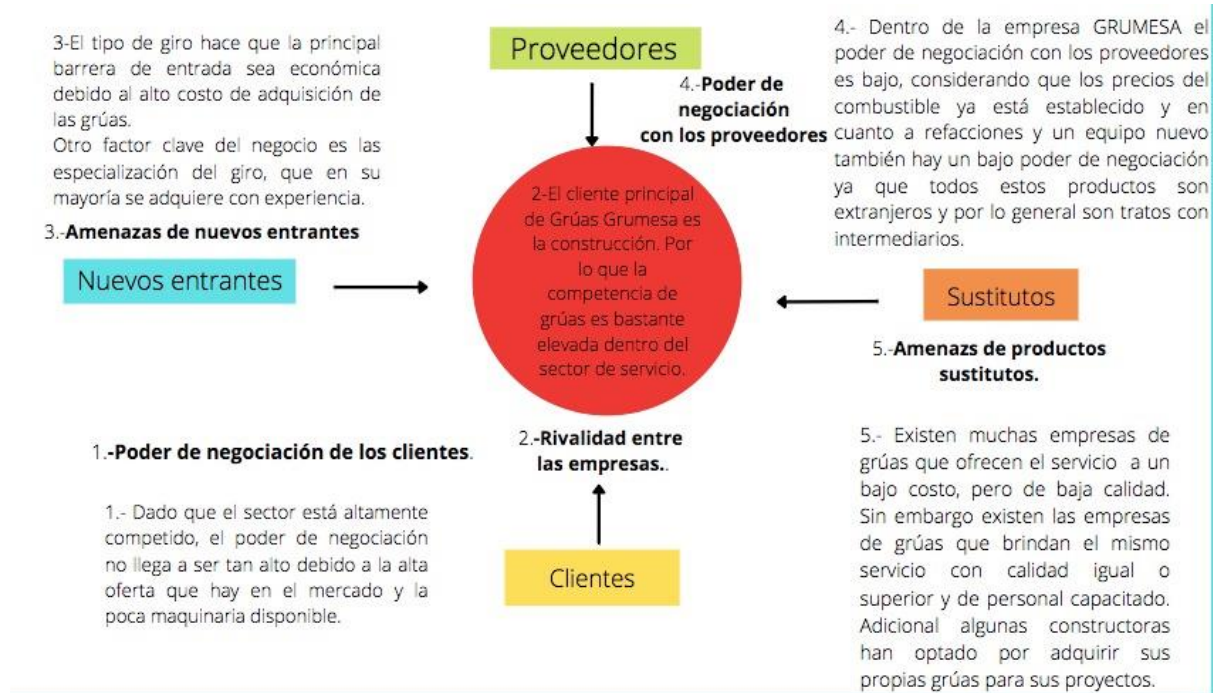 3-El tipo de giro hace que la principal
barrera de entrada sea económica
debido al alto costo de adquisición de
las grúas.
Otro factor clave del negocio es las
especialización del giro, que en su
mayoría se adquiere con experiencia.
3.-Amenazas de nuevos entrantes
Nuevos entrantes
Proveedores
4.-Poder de
negociación
con los proveedores
4.- Dentro de la empresa GRUMESA el
poder de negociación con los proveedores
es bajo, considerando que los precios del
combustible ya está establecido y en
cuanto a refacciones y un equipo nuevo
también hay un bajo poder de negociación
ya que todos estos productos son
extranjeros y por lo general son tratos con
intermediarios.
2-El cliente principal
de Grúas Grumesa es
la construcción. Por
lo que la
competencia de
grúas es bastante
elevada dentro del
sector de servicio.
Sustitutos
5.-Amenazs de productos
sustitutos.
1.-Poder de negociación de los clientes.
2.-Rivalidad entre
las empresas..
1.- Dado que el sector está altamente
competido, el poder de negociación
no llega a ser tan alto debido a la alta
oferta que hay en el mercado y la
poca maquinaria disponible.
Clientes
5.- Existen muchas empresas de
grúas que ofrecen el servicio a un
bajo costo, pero de baja calidad.
Sin embargo existen las empresas
de grúas que brindan el mismo
servicio con calidad igual o
superior y de personal capacitado.
Adicional algunas constructoras
han optado por adquirir sus
propias grúas para sus proyectos.